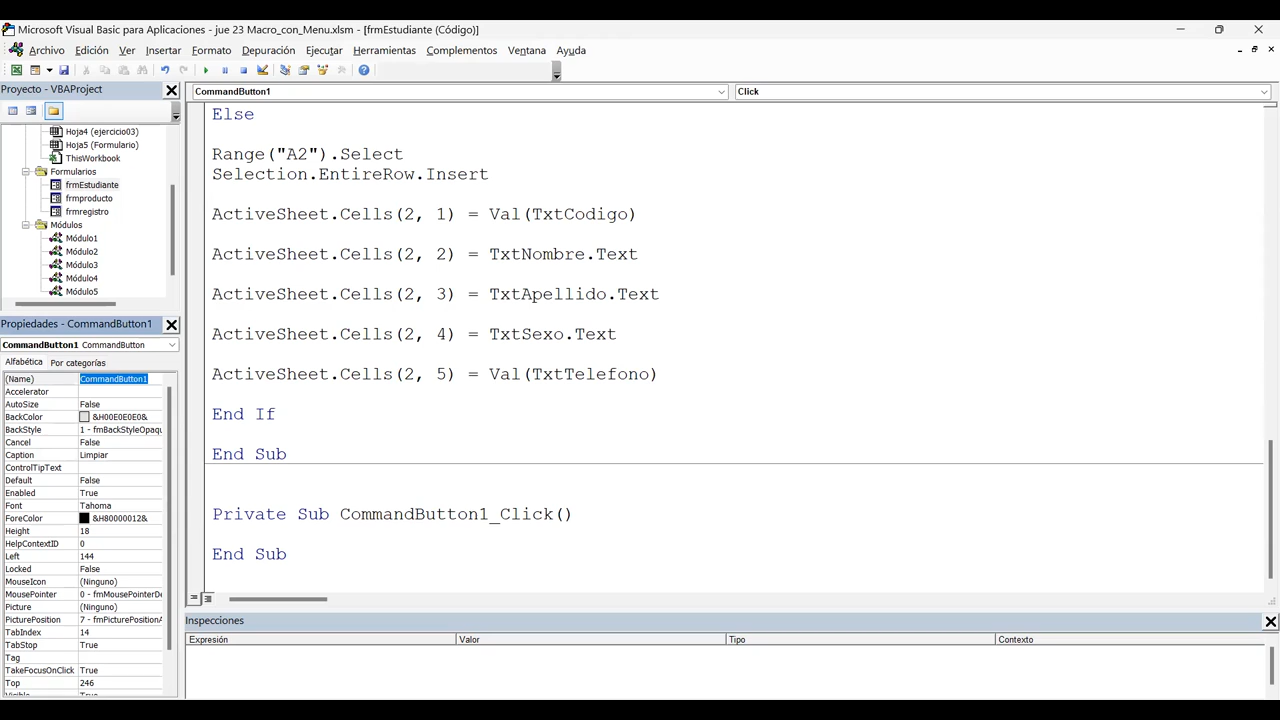 Microsoft Visual Basic para Aplicaciones - jue 23 Macro_con_Menu.xlsm - [frmEstudiante (Código)]
Archivo Edición Ver Insertar Formato Depuración Ejecutar Herramientas Complementos Ventana Ayuda
Proyecto - VBAProject
Hoja4 (ejercicio03)
Hoja5 (Formulario)
ThisWorkbook
Formularios
frmEstudiante
frmproducto
frmregistro
Módulos
Módulo1
Módulo2
Módulo3
Módulo4
Módulo5
Propiedades - CommandButton1
CommandButton1 CommandButton
Alfabética Por categorías
(Name) CommandButton1
Accelerator
AutoSize False
BackColor &H00E0E0E0&
BackStyle 1 - fmBackStyleOpaqu
Cancel False
Caption Limpiar
ControlTipText
Default False
Enabled True
Font Tahoma
ForeColor &H80000012&
Height 18
HelpContextID 0
Left 144
Locked False
MouseIcon (Ninguno)
MousePointer 0 - fmMousePointerDe
Picture (Ninguno)
PicturePosition 7 - fmPicturePositionA
TabIndex 14
TabStop True
Tag
TakeFocusOnClick True
Top 246
CommandButton1 Click
Else
Range("A2").Select
Selection.EntireRow.Insert
ActiveSheet.Cells(2, 1) = Val(TxtCodigo)
ActiveSheet.Cells(2, 2) = TxtNombre.Text
ActiveSheet.Cells(2, 3) = TxtApellido.Text
ActiveSheet.Cells(2, 4) = TxtSexo.Text
ActiveSheet.Cells(2, 5) = Val(TxtTelefono)
End If
End Sub
Private Sub CommandButton1_Click()
End Sub
Inspecciones
Expresión Valor Tipo Contexto